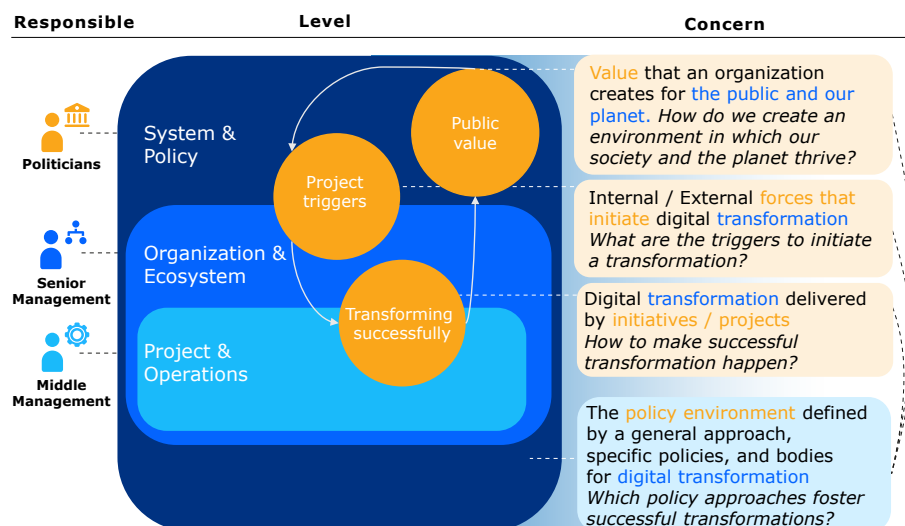 Responsible
Level
Concern
Politicians
Senior
Management
Middle
Management
System &
Policy
Public
value
Project
triggers
Organization &
Ecosystem
Transforming
successfully
Project &
Operations
Value that an organization
creates for the public and our
planet. How do we create an
environment in which our
society and the planet thrive?
Internal / External forces that
initiate digital transformation
What are the triggers to initiate
a transformation?
Digital transformation delivered
by initiatives / projects
How to make successful
transformation happen?
The policy environment defined
by a general approach,
specific policies, and bodies
for digital transformation
Which policy approaches foster
successful transformations?